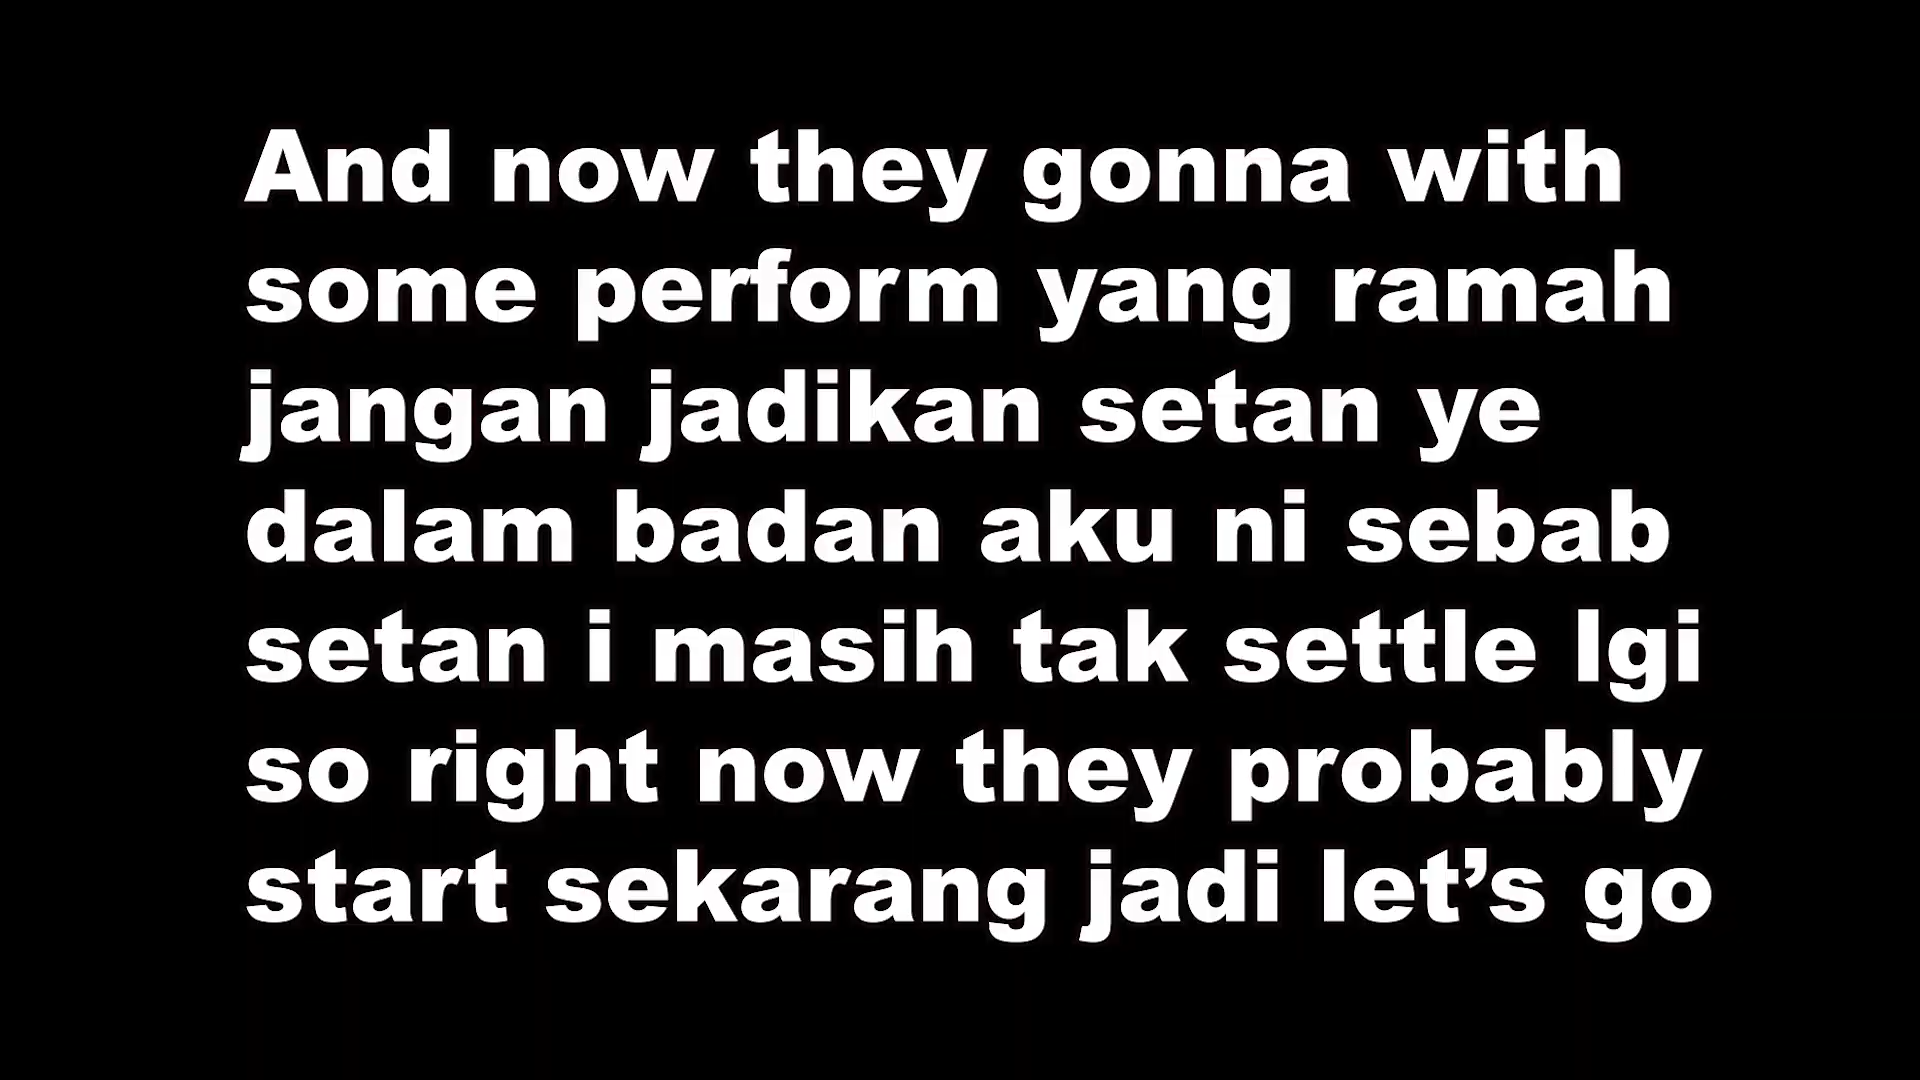 And now they gonna with
some perform yang ramah
jangan jadikan setan ye
dalam badan aku ni sebab
setan i masih tak settle lgi
so right now they probably
start sekarang jadi let’s go